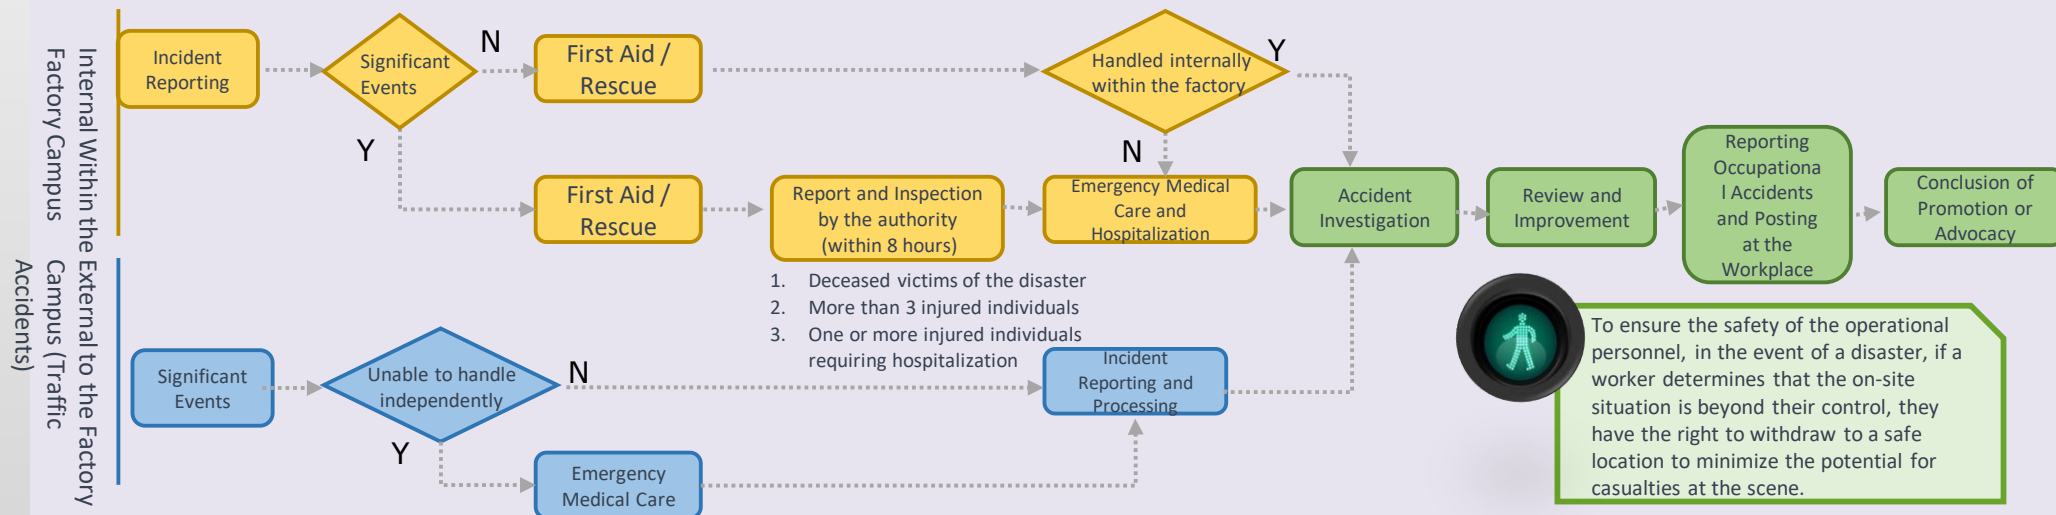 Internal Within the
Factory Campus
Incident
Reporting
Significant
Events
N
Y
First Aid /
Rescue
Handled internally
within the factory
Y
N
First Aid /
Rescue
Report and Inspection
by the authority
(within 8 hours)
Emergency Medical
Care and
Hospitalization
Accident
Investigation
Review and
Improvement
Reporting
Occupationa
l Accidents
and Posting
at the
Workplace
Conclusion of
Promotion or
Advocacy
1. Deceased victims of the disaster
2. More than 3 injured individuals
3. One or more injured individuals
requiring hospitalization
External to the Factory
Campus (Traffic
Accidents)
Significant
Events
Unable to handle
independently
N
Y
Emergency
Medical Care
Incident
Reporting and
Processing
To ensure the safety of the operational
personnel, in the event of a disaster, if a
worker determines that the on-site
situation is beyond their control, they
have the right to withdraw to a safe
location to minimize the potential for
casualties at the scene.